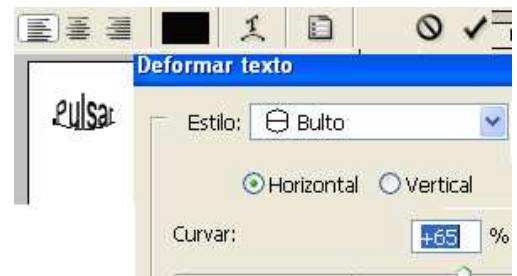 Deformar texto
Pulsar
Estilo: Bulto
Horizontal Vertical
Curvar: +65 %